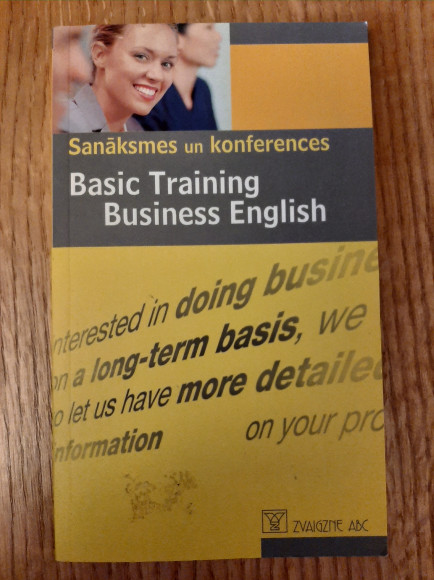 Sanāksmes un konferences
Basic Training
Business English
nterested in doing busine
on a long-term basis, we
o let us have more detailed
nformation on your pro
ZVAIGZNE ABC